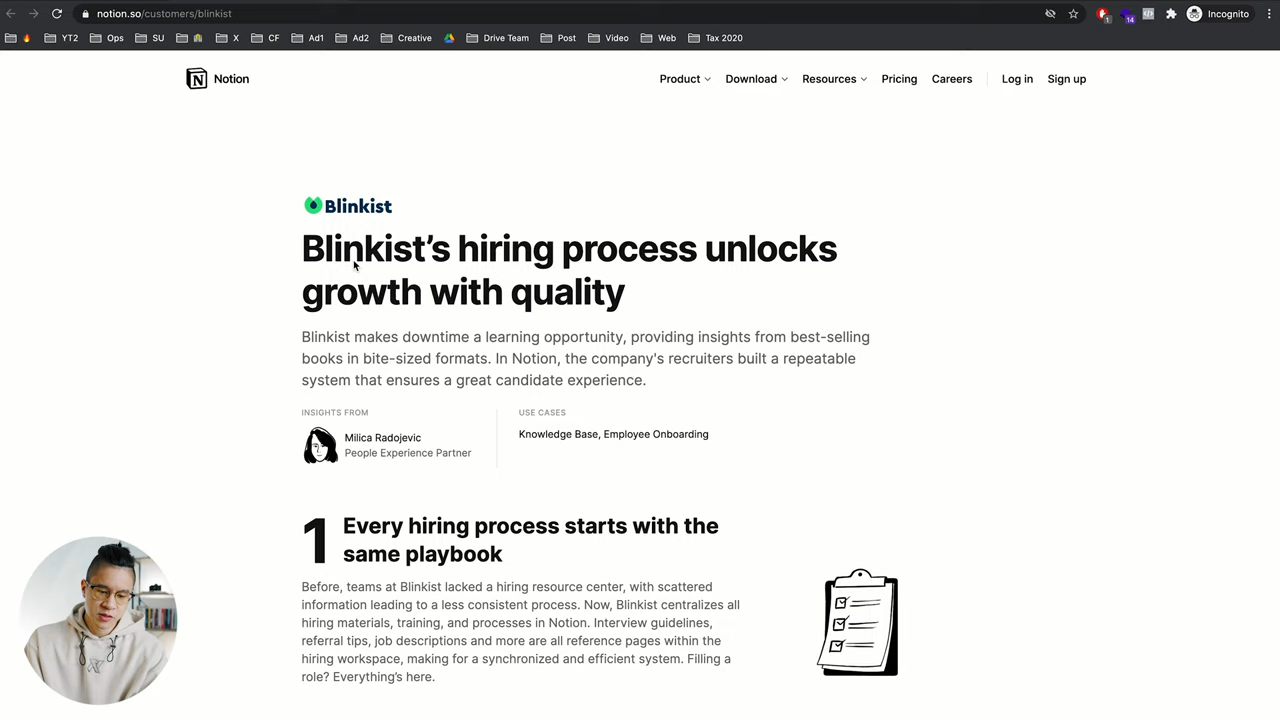 notion.so/customers/blinkist
1
14
Incognito
YT2
Ops
SU
X
CF
Ad1
Ad2
Creative
Drive Team
Post
Video
Web
Tax 2020
Notion
Product
Download
Resources
Pricing
Careers
Log in
Sign up
Blinkist
Blinkist’s hiring process unlocks
growth with quality
Blinkist makes downtime a learning opportunity, providing insights from best-selling
books in bite-sized formats. In Notion, the company's recruiters built a repeatable
system that ensures a great candidate experience.
INSIGHTS FROM
Milica Radojevic
People Experience Partner
USE CASES
Knowledge Base, Employee Onboarding
1
Every hiring process starts with the
same playbook
Before, teams at Blinkist lacked a hiring resource center, with scattered
information leading to a less consistent process. Now, Blinkist centralizes all
hiring materials, training, and processes in Notion. Interview guidelines,
referral tips, job descriptions and more are all reference pages within the
hiring workspace, making for a synchronized and efficient system. Filling a
role? Everything’s here.